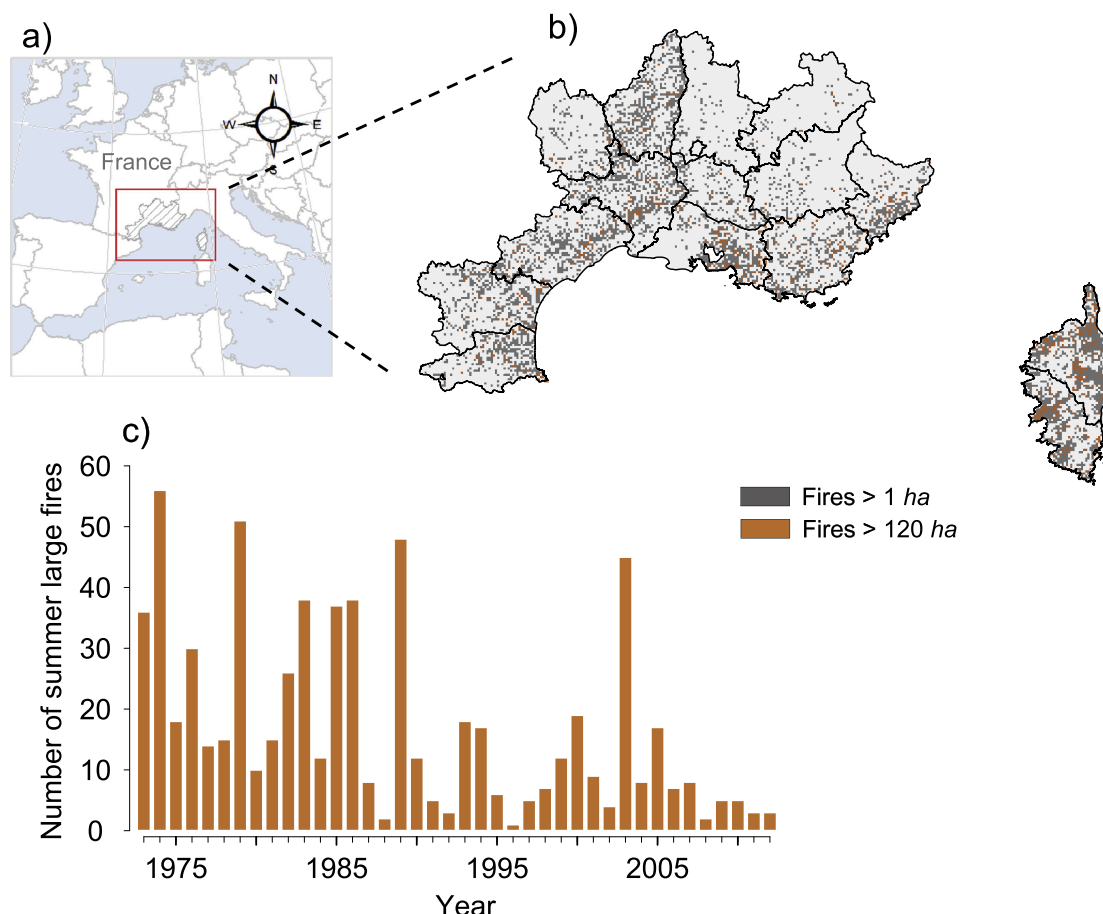 a)
b)
N
W
E
S
France
c)
Number of summer large fires
60
50
40
30
20
10
0
Fires > 1 ha
Fires > 120 ha
1975
1985
1995
2005
Year